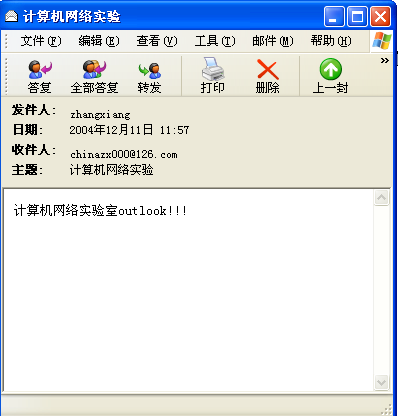 计算机网络实验
文件(F) 编辑(E) 查看(V) 工具(T) 邮件(M) 帮助(H)
答复 全部答复 转发 打印 删除 上一封 »
发件人: zhangxiang
日期: 2004年12月11日 11:57
收件人: chinazx000@126.com
主题: 计算机网络实验
计算机网络实验室outlook!!!